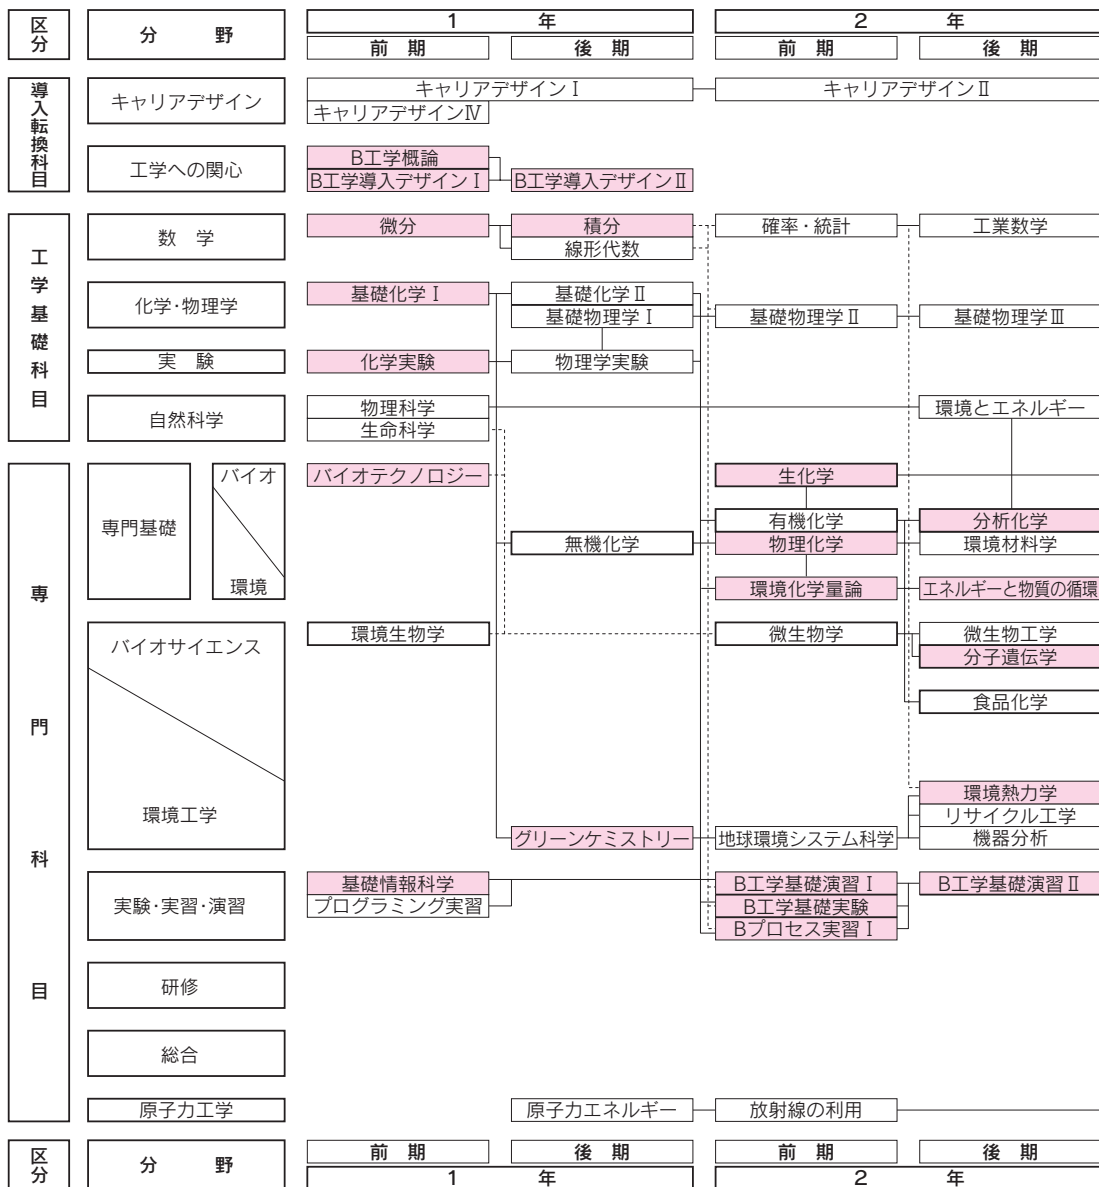 区分 分野 1年 2年
前期 後期 前期 後期
導入転換科目
キャリアデザイン キャリアデザインⅠ キャリアデザインⅡ
キャリアデザインⅣ
工学への関心 B工学概論
B工学導入デザインⅠ B工学導入デザインⅡ
工学基礎科目
数学 微分 積分 確率・統計 工業数学
線形代数
化学・物理学 基礎化学Ⅰ 基礎化学Ⅱ
基礎物理学Ⅰ 基礎物理学Ⅱ 基礎物理学Ⅲ
実験 化学実験 物理学実験
自然科学 物理科学 環境とエネルギー
生命科学
専門科目
専門基礎 バイオ バイオテクノロジー 生化学
有機化学 分析化学
無機化学 物理化学 環境材料学
環境 環境化学量論 エネルギーと物質の循環
バイオサイエンス 環境生物学 微生物学 微生物工学
分子遺伝学
食品化学
環境工学 環境熱力学
リサイクル工学
グリーンケミストリー 地球環境システム科学 機器分析
実験・実習・演習 基礎情報科学 B工学基礎演習Ⅰ B工学基礎演習Ⅱ
プログラミング実習 B工学基礎実験
Bプロセス実習Ⅰ
研修
総合
原子力工学 原子力エネルギー 放射線の利用
区分 分野 前期 後期 前期 後期
1年 2年